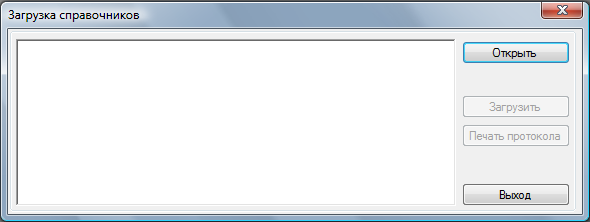 Загрузка справочников
Открыть
Загрузить
Печать протокола
Выход